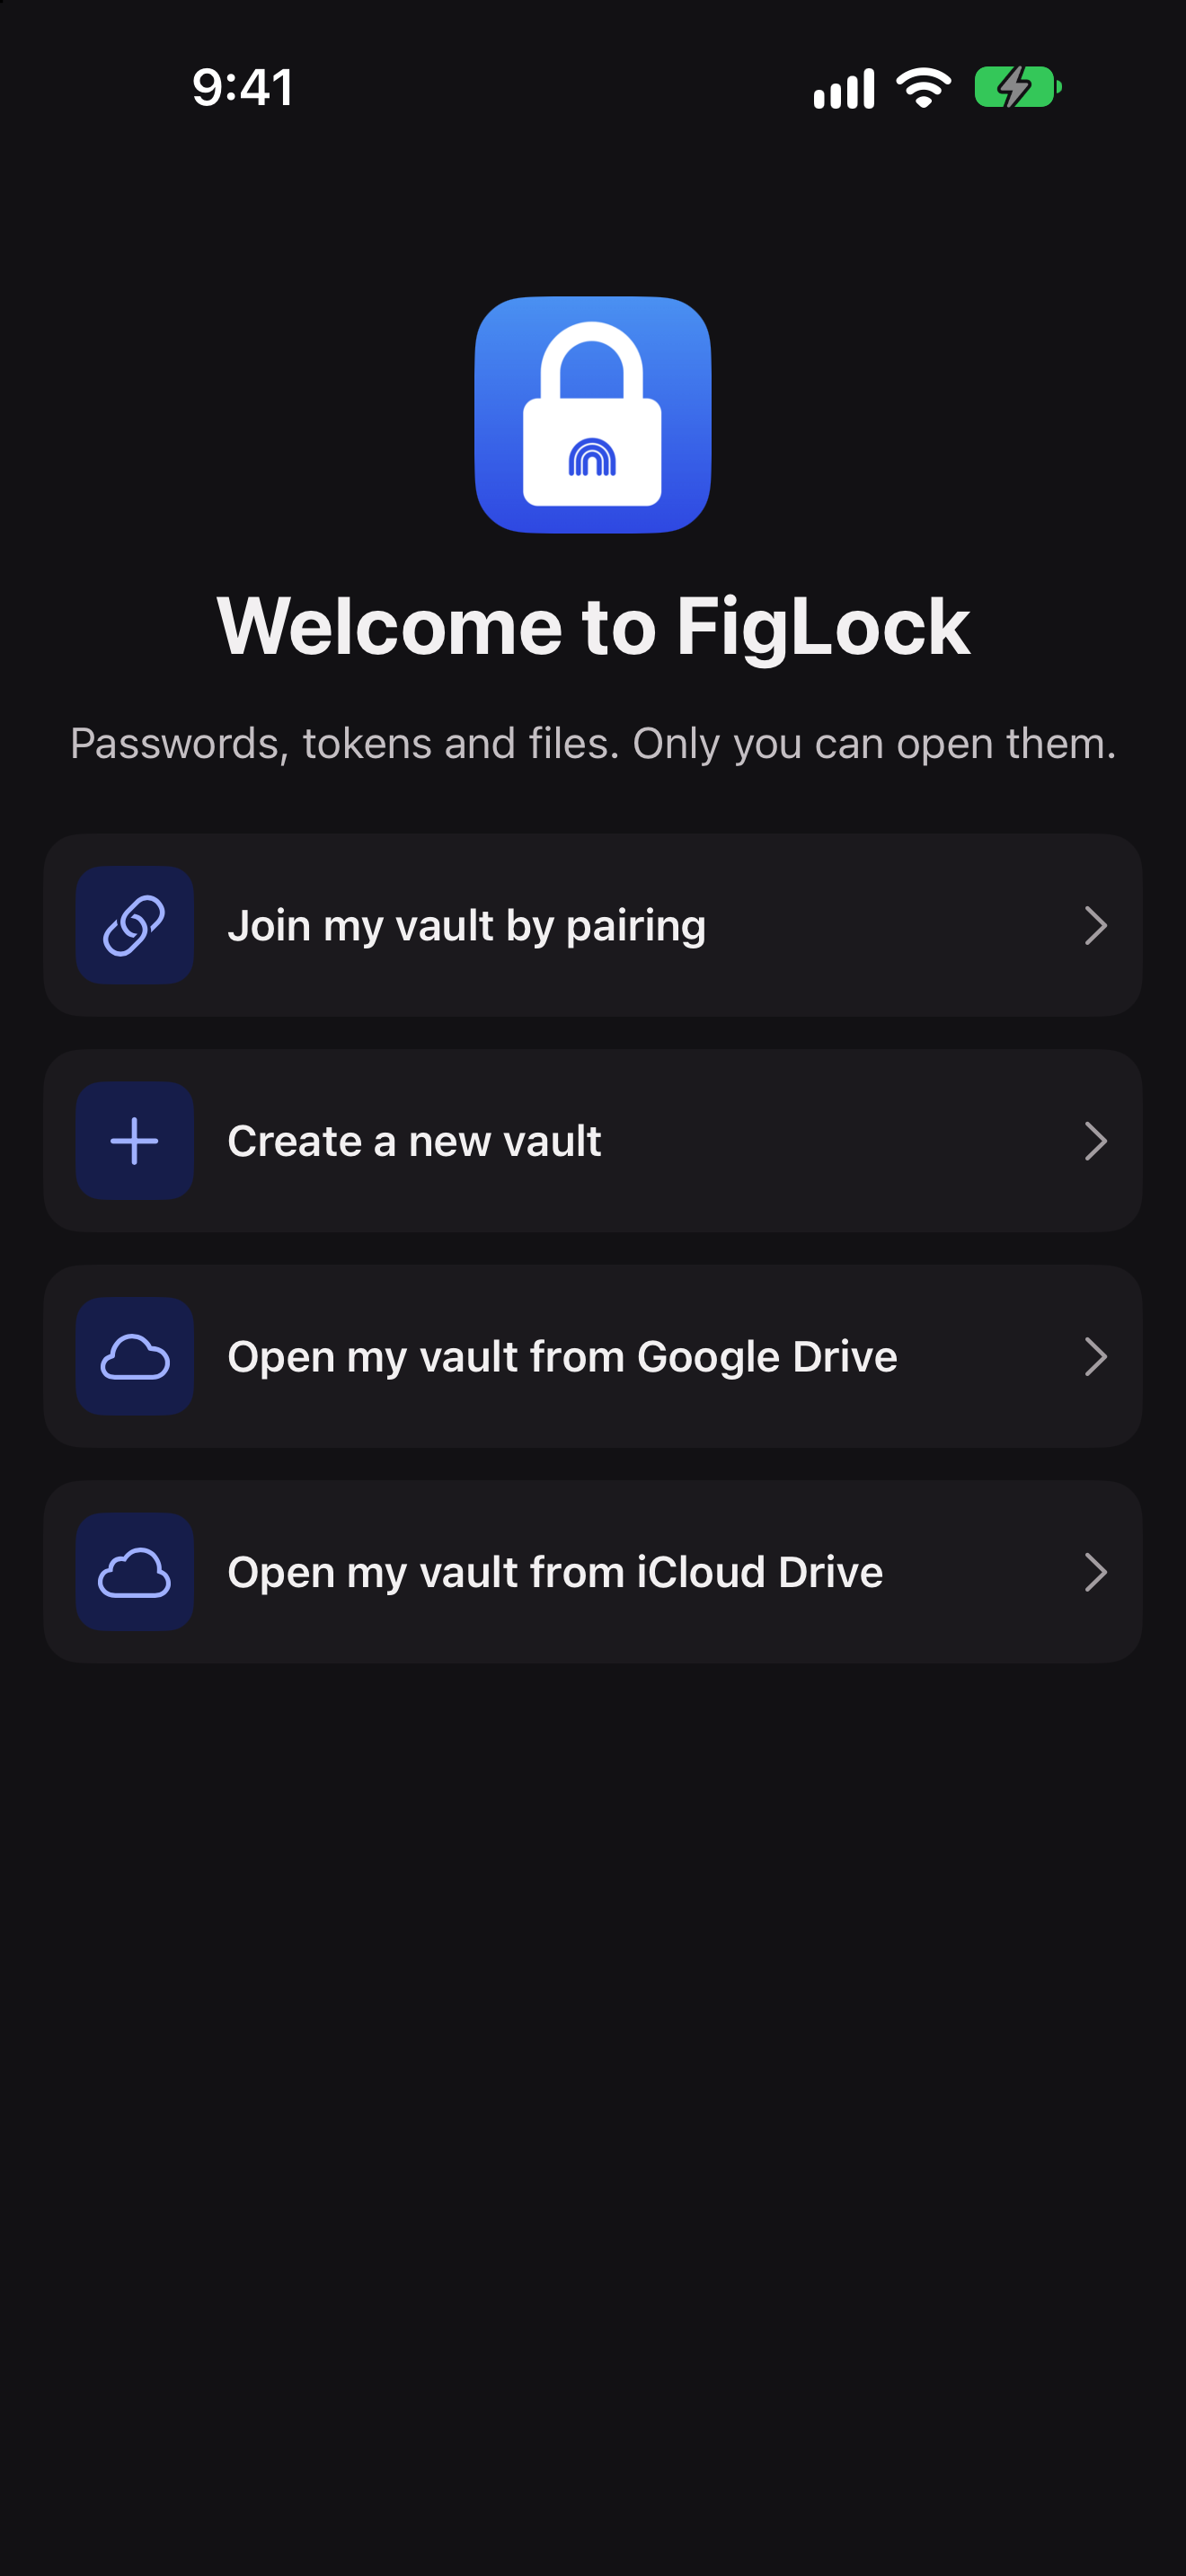 9:41
Welcome to FigLock
Passwords, tokens and files. Only you can open them.
Join my vault by pairing
Create a new vault
Open my vault from Google Drive
Open my vault from iCloud Drive